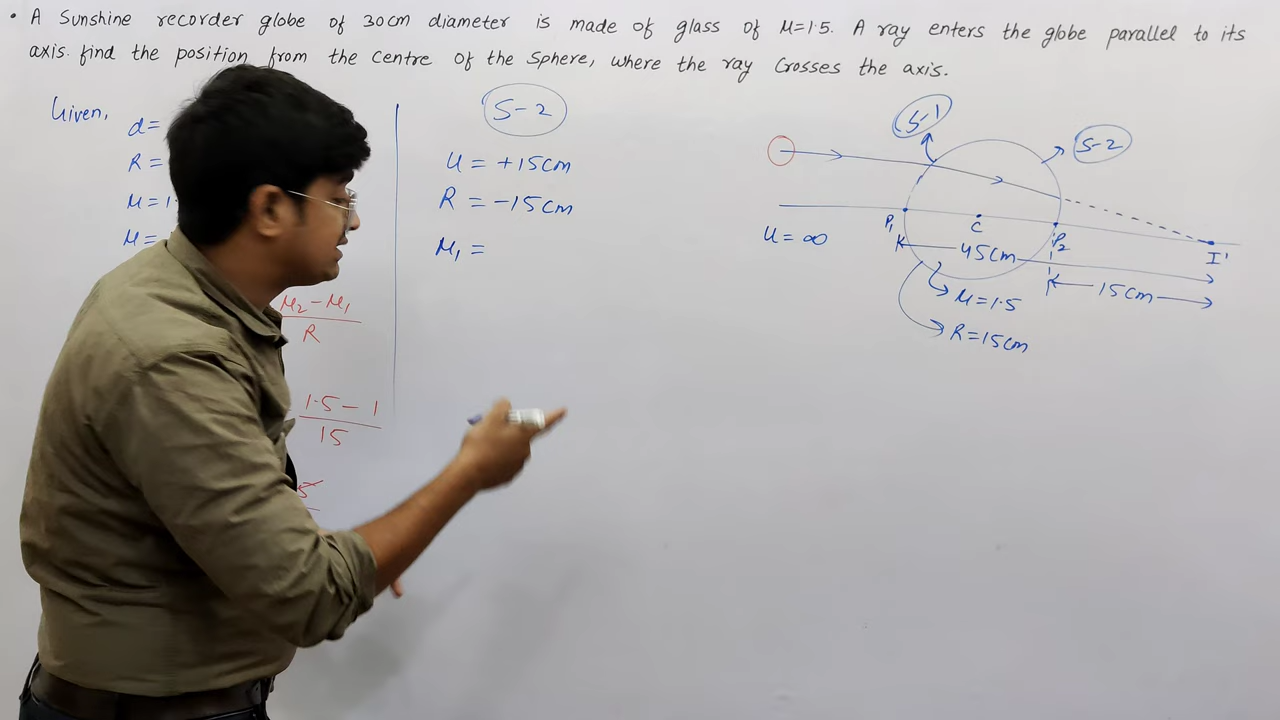 • A Sunshine recorder globe of 30cm diameter is made of glass of μ=1.5. A ray enters the globe parallel to its
axis. find the position from the Centre of the Sphere, where the ray Crosses the axis.
Given,
d=
R=
μ=1.
μ=
μ2-μ1
R
1.5-1
15
5
S-2
u = +15cm
R = -15cm
μ1 =
S-1
S-2
P1
C
P2
I'
u=∞
45cm
15cm
μ=1.5
R=15cm